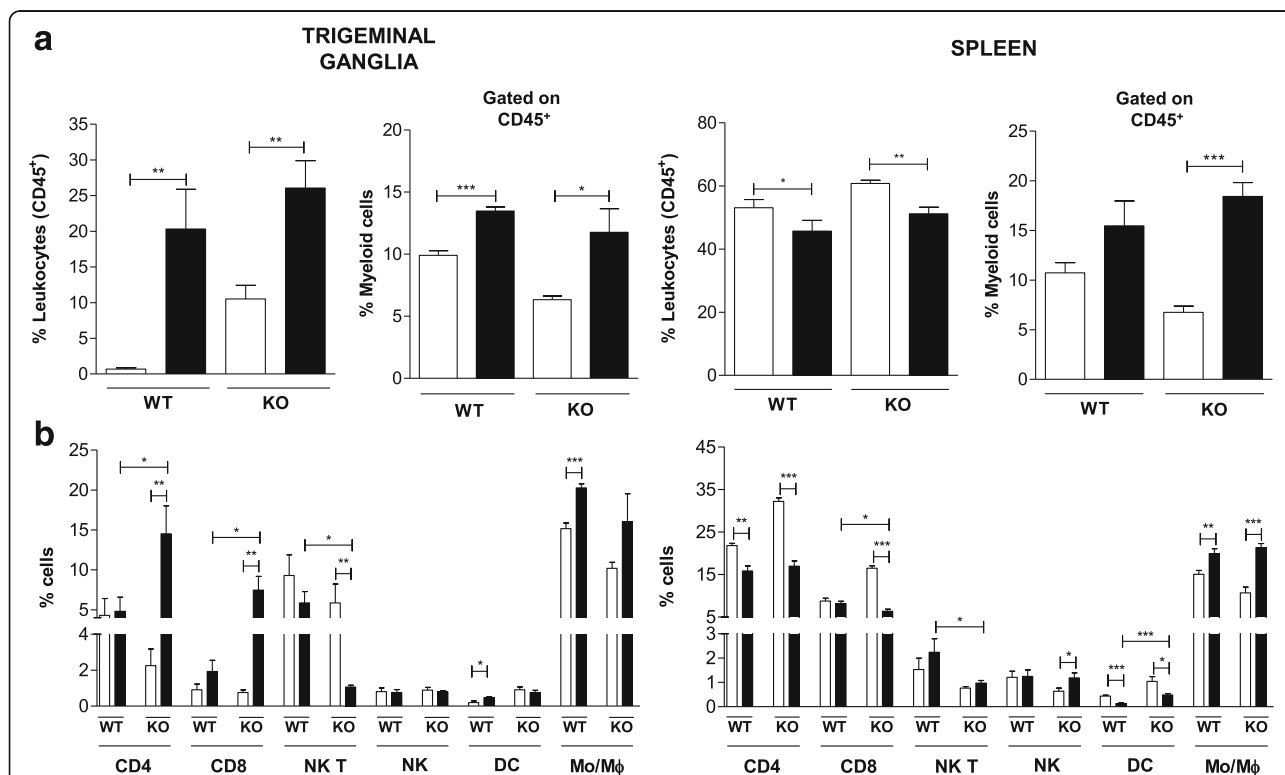 a
TRIGEMINAL
GANGLIA
SPLEEN
% Leukocytes (CD45+)
35
30
25
20
15
10
5
0
**
**
WT
KO
Gated on
CD45+
% Myeloid cells
20
15
10
5
0
***
*
WT
KO
% Leukocytes (CD45+)
80
60
40
20
0
*
**
WT
KO
Gated on
CD45+
% Myeloid cells
25
20
15
10
5
0
***
WT
KO
b
% cells
25
20
15
10
5
4
2
0
*
**
*
**
*
**
*
***
WT KO WT KO WT KO WT KO WT KO WT KO
CD4 CD8 NK T NK DC Mo/Mφ
% cells
45
35
25
15
5
3
2
1
0
**
***
*
***
*
*
***
***
*
**
***
WT KO WT KO WT KO WT KO WT KO WT KO
CD4 CD8 NK T NK DC Mo/Mφ